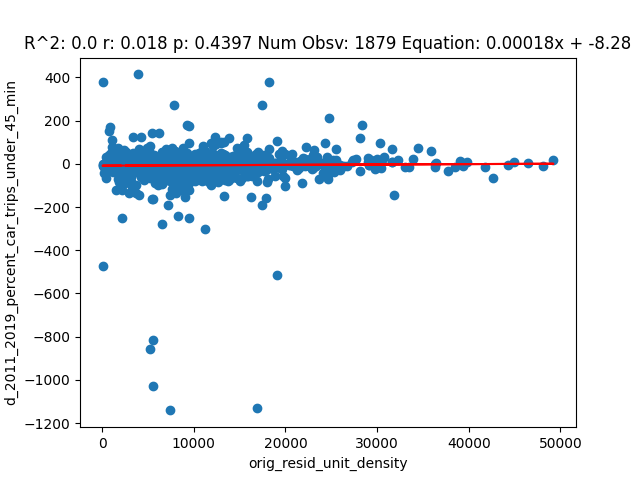 R^2: 0.0 r: 0.018 p: 0.4397 Num Obsv: 1879 Equation: 0.00018x + -8.28
400
200
0
−200
−400
−600
−800
−1000
−1200
d_2011_2019_percent_car_trips_under_45_min
0 10000 20000 30000 40000 50000
orig_resid_unit_density